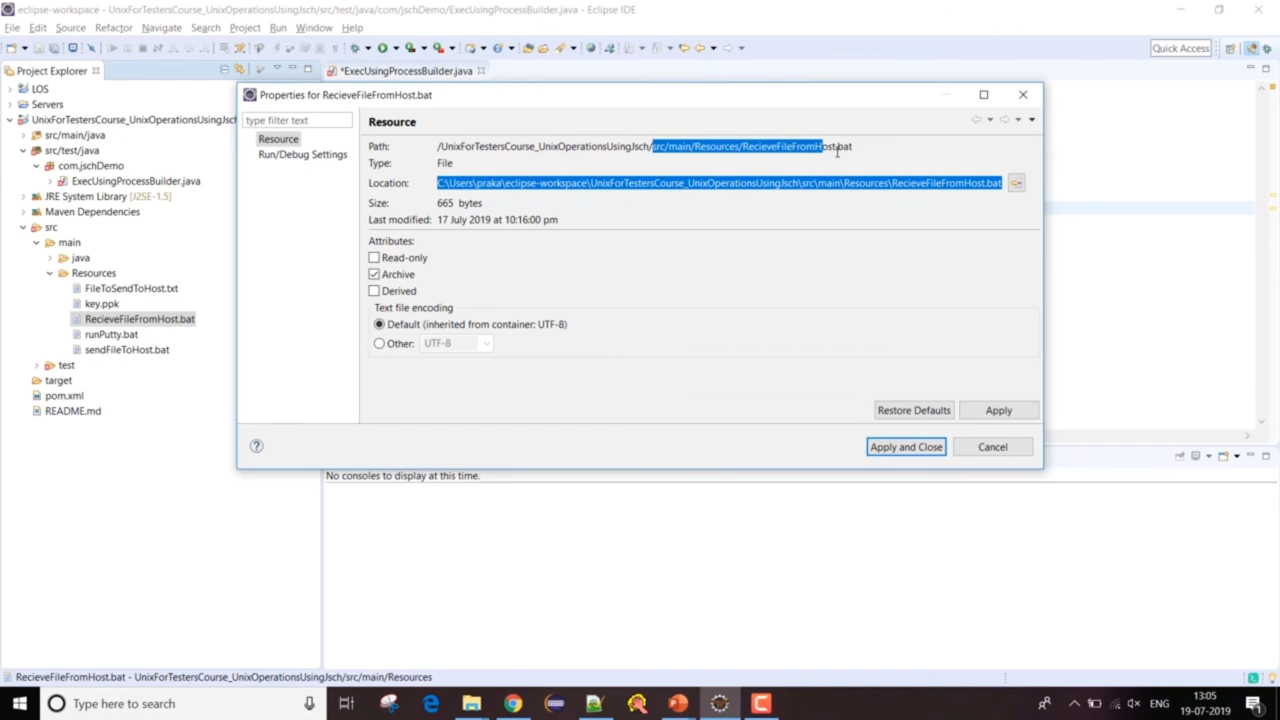 eclipse-workspace - UnixForTestersCourse_UnixOperationsUsingJsch/src/test/java/com/jschDemo/ExecUsingProcessBuilder.java - Eclipse IDE
File Edit Source Refactor Navigate Search Project Run Window Help
Quick Access
Project Explorer
*ExecUsingProcessBuilder.java
LOS
Servers
UnixForTestersCourse_UnixOperationsUsingJsch
src/main/java
src/test/java
com.jschDemo
ExecUsingProcessBuilder.java
JRE System Library [J2SE-1.5]
Maven Dependencies
src
main
java
Resources
FileToSendToHost.txt
key.ppk
RecieveFileFromHost.bat
runPutty.bat
sendFileToHost.bat
test
target
pom.xml
README.md
Properties for RecieveFileFromHost.bat
type filter text
Resource
Run/Debug Settings
Resource
Path: /UnixForTestersCourse_UnixOperationsUsingJsch/src/main/Resources/RecieveFileFromHost.bat
Type: File
Location: C:\Users\praka\eclipse-workspace\UnixForTestersCourse_UnixOperationsUsingJsch\src\main\Resources\RecieveFileFromHost.bat
Size: 665 bytes
Last modified: 17 July 2019 at 10:16:00 pm
Attributes:
Read-only
Archive
Derived
Text file encoding
Default (inherited from container: UTF-8)
Other: UTF-8
Restore Defaults Apply
Apply and Close Cancel
No consoles to display at this time.
RecieveFileFromHost.bat - UnixForTestersCourse_UnixOperationsUsingJsch/src/main/Resources
Type here to search
ENG
13:05
19-07-2019
1